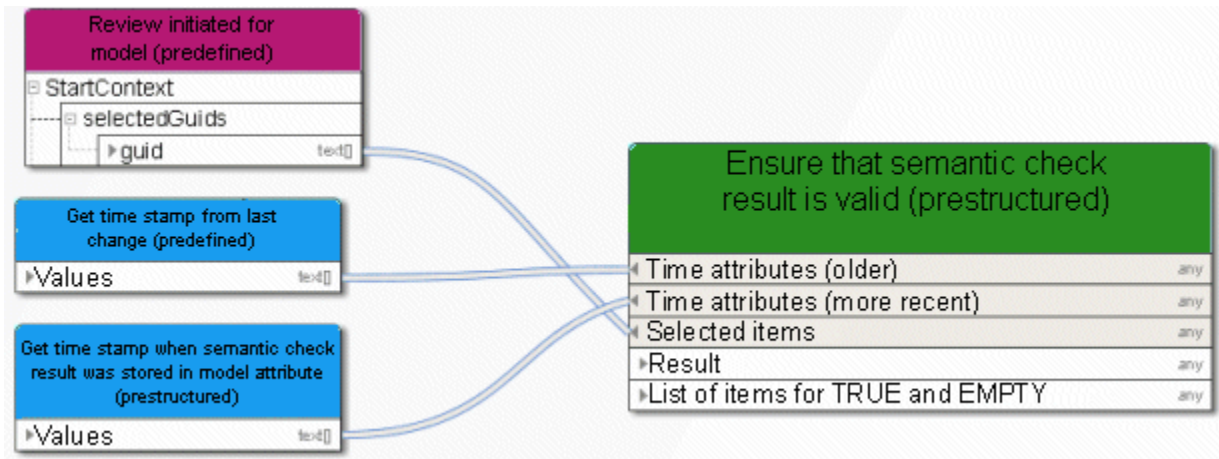 Review initiated for
model (predefined)
StartContext
selectedGuids
guid text[]
Get time stamp from last
change (predefined)
Values text[]
Get time stamp when semantic check
result was stored in model attribute
(prestructured)
Values text[]
Ensure that semantic check
result is valid (prestructured)
Time attributes (older) any
Time attributes (more recent) any
Selected items any
Result any
List of items for TRUE and EMPTY any